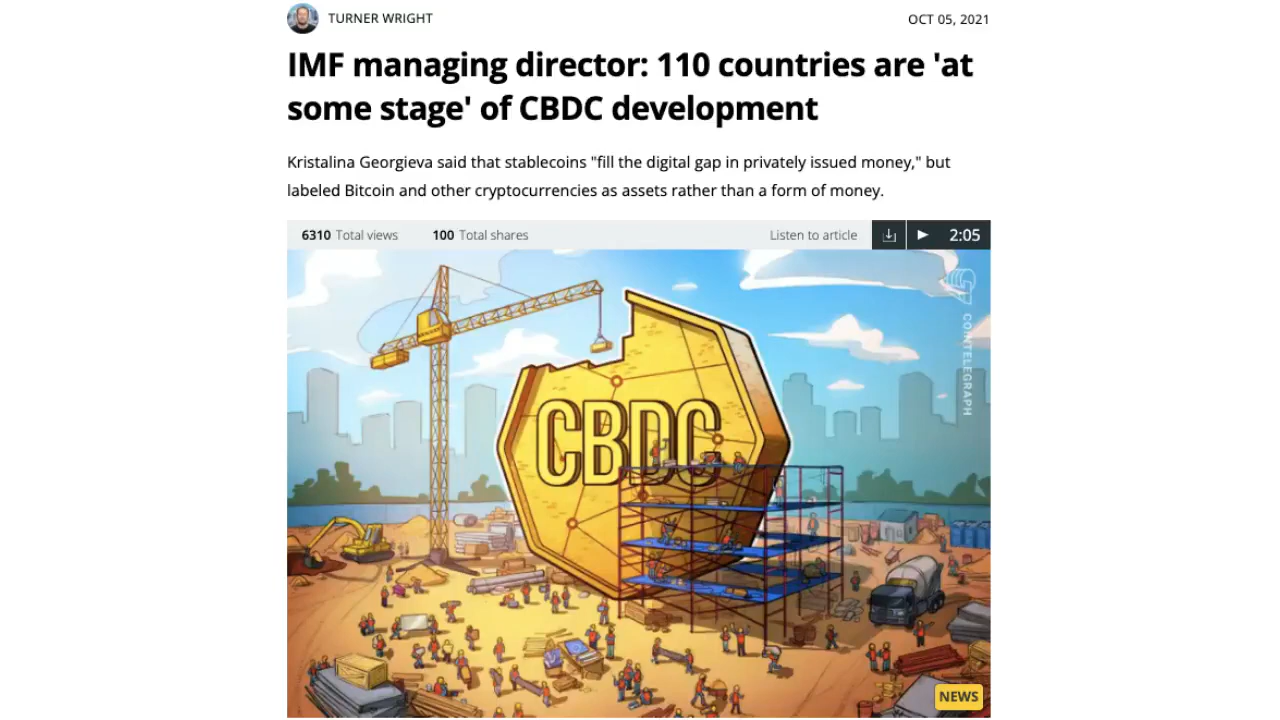 TURNER WRIGHT
OCT 05, 2021
IMF managing director: 110 countries are 'at
some stage' of CBDC development
Kristalina Georgieva said that stablecoins "fill the digital gap in privately issued money," but
labeled Bitcoin and other cryptocurrencies as assets rather than a form of money.
6310 Total views
100 Total shares
Listen to article
2:05
CBDC
COINTELEGRAPH
NEWS